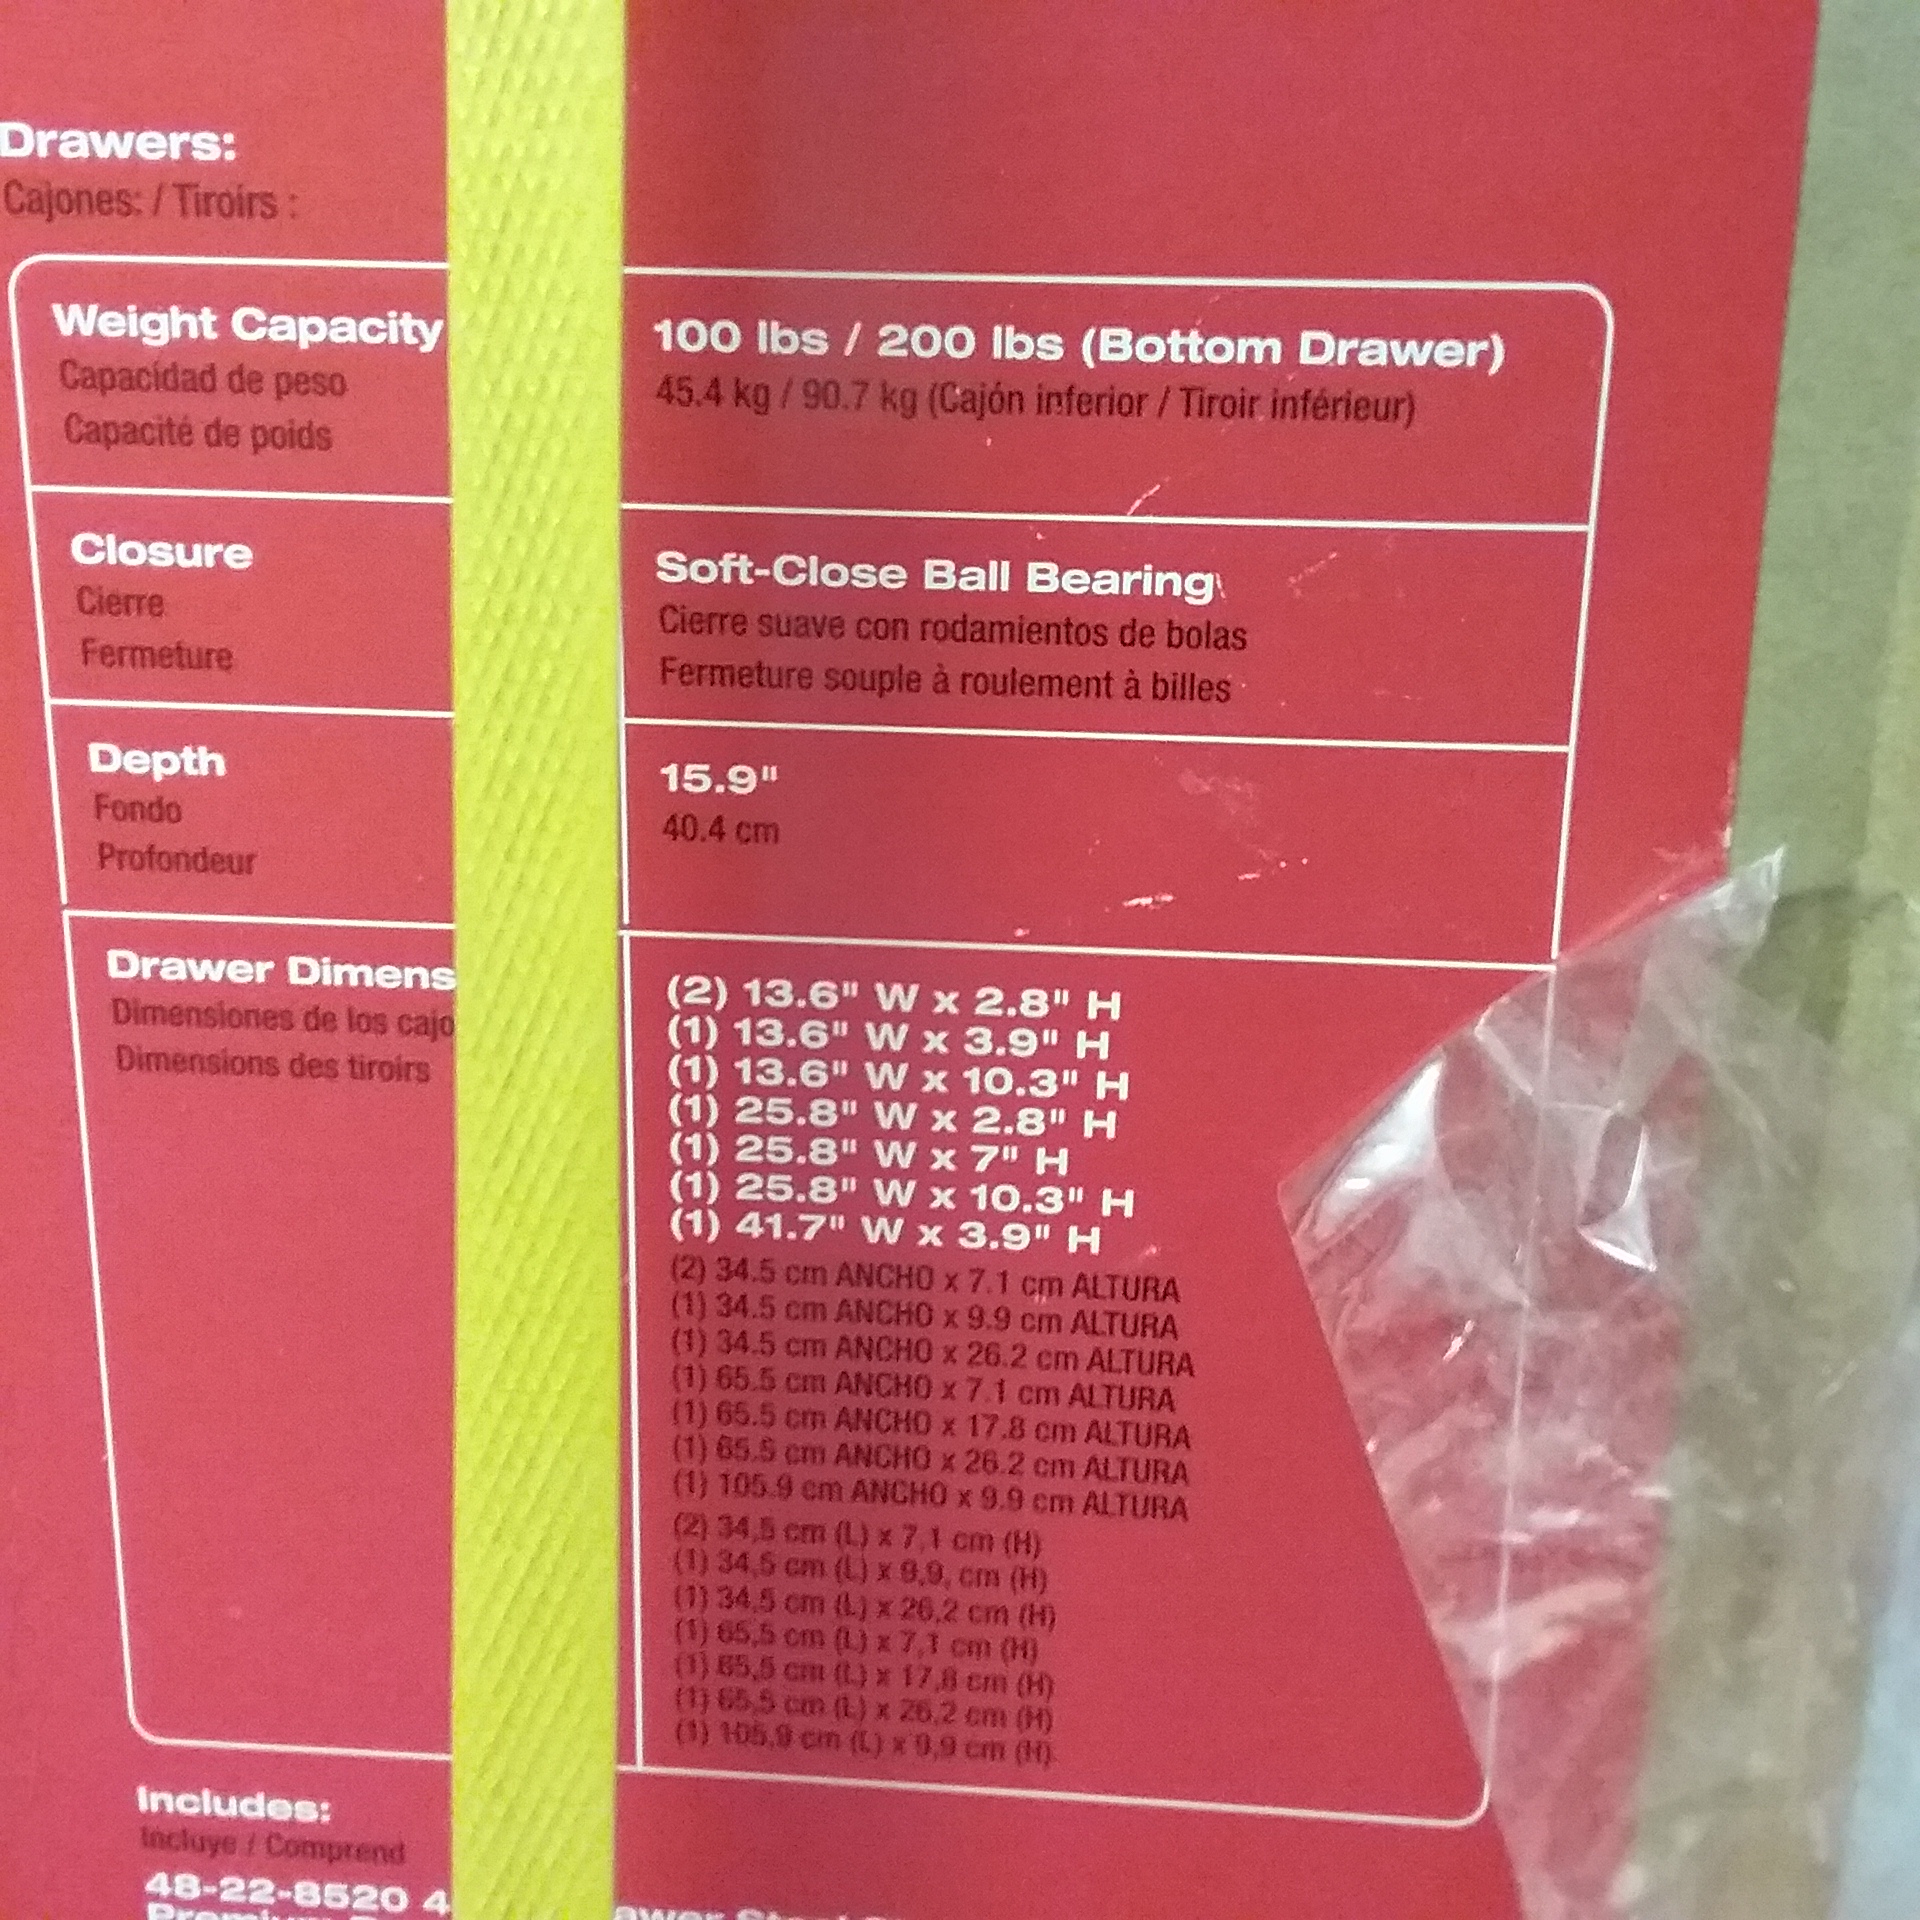 Drawers:
Cajones: / Tiroirs :
Weight Capacity
Capacidad de peso
Capacité de poids
100 lbs / 200 lbs (Bottom Drawer)
45.4 kg / 90.7 kg (Cajón inferior / Tiroir inférieur)
Closure
Cierre
Fermeture
Soft-Close Ball Bearing
Cierre suave con rodamientos de bolas
Fermeture souple à roulement à billes
Depth
Fondo
Profondeur
15.9"
40.4 cm
Drawer Dimens
Dimensiones de los cajo
Dimensions des tiroirs
(2) 13.6" W x 2.8" H
(1) 13.6" W x 3.9" H
(1) 13.6" W x 10.3" H
(1) 25.8" W x 2.8" H
(1) 25.8" W x 7" H
(1) 25.8" W x 10.3" H
(1) 41.7" W x 3.9" H
(2) 34.5 cm ANCHO x 7.1 cm ALTURA
(1) 34.5 cm ANCHO x 9.9 cm ALTURA
(1) 34.5 cm ANCHO x 26.2 cm ALTURA
(1) 65.5 cm ANCHO x 7.1 cm ALTURA
(1) 65.5 cm ANCHO x 17.8 cm ALTURA
(1) 65.5 cm ANCHO x 26.2 cm ALTURA
(1) 105.9 cm ANCHO x 9.9 cm ALTURA
(2) 34,5 cm (L) x 7,1 cm (H)
(1) 34,5 cm (L) x 9,9, cm (H)
(1) 34,5 cm (L) x 26,2 cm (H)
(1) 65,5 cm (L) x 7,1 cm (H)
(1) 65,5 cm (L) x 17,8 cm (H)
(1) 65,5 cm (L) x 26,2 cm (H)
(1) 105,9 cm (L) x 9,9 cm (H)
Includes:
Incluye / Comprend
48-22-8520 4